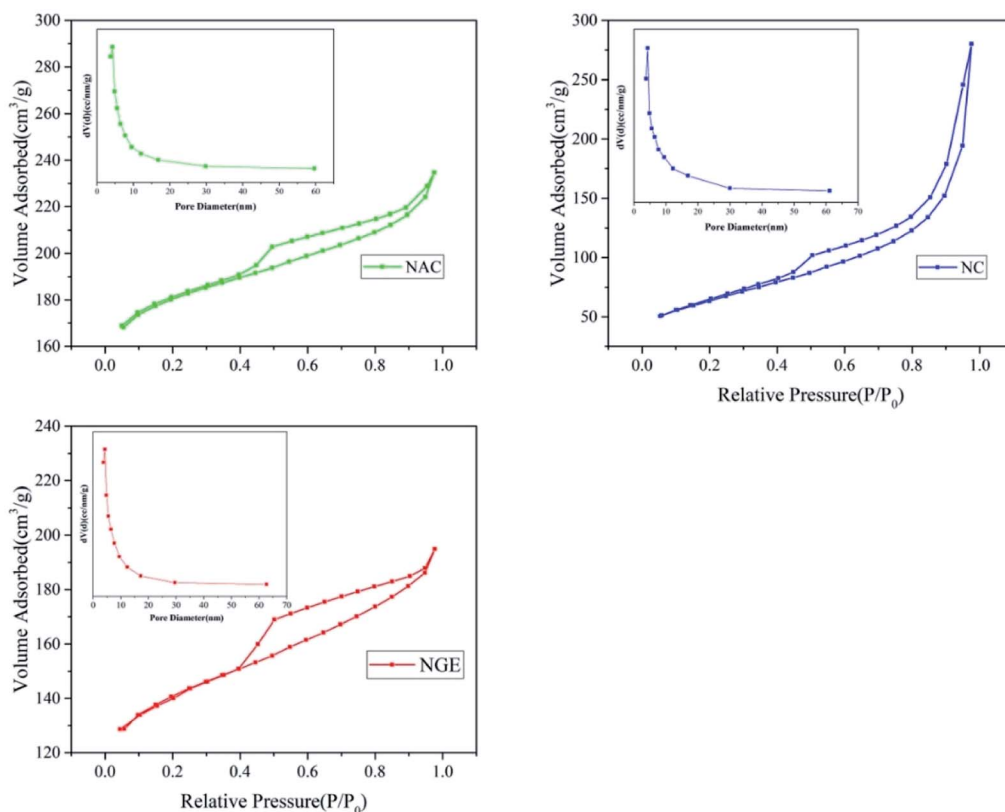 300
280
260
240
220
200
180
160
Volume Adsorbed(cm³/g)
dV(d)(cc/nm/g)
0 10 20 30 40 50 60
Pore Diameter(nm)
NAC
0.0 0.2 0.4 0.6 0.8 1.0
300
250
200
150
100
50
Volume Adsorbed(cm³/g)
dV(d)(cc/nm/g)
0 10 20 30 40 50 60 70
Pore Diameter(nm)
NC
0.0 0.2 0.4 0.6 0.8 1.0
Relative Pressure(P/P₀)
240
220
200
180
160
140
120
Volume Adsorbed(cm³/g)
dV(d)(cc/nm/g)
0 10 20 30 40 50 60 70
Pore Diameter(nm)
NGE
0.0 0.2 0.4 0.6 0.8 1.0
Relative Pressure(P/P₀)